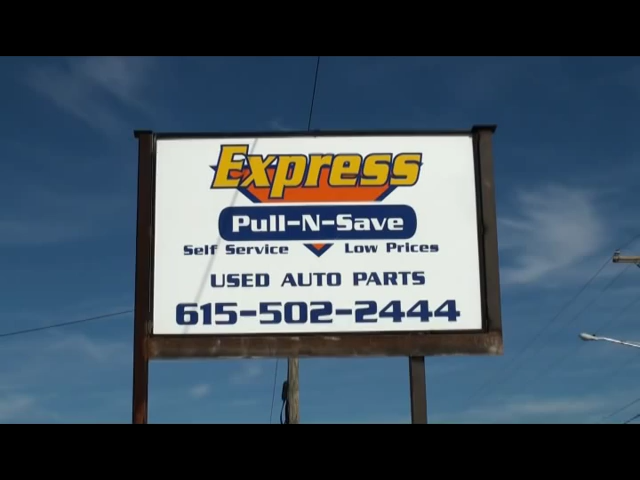 Express
Pull-N-Save
Self Service Low Prices
USED AUTO PARTS
615-502-2444